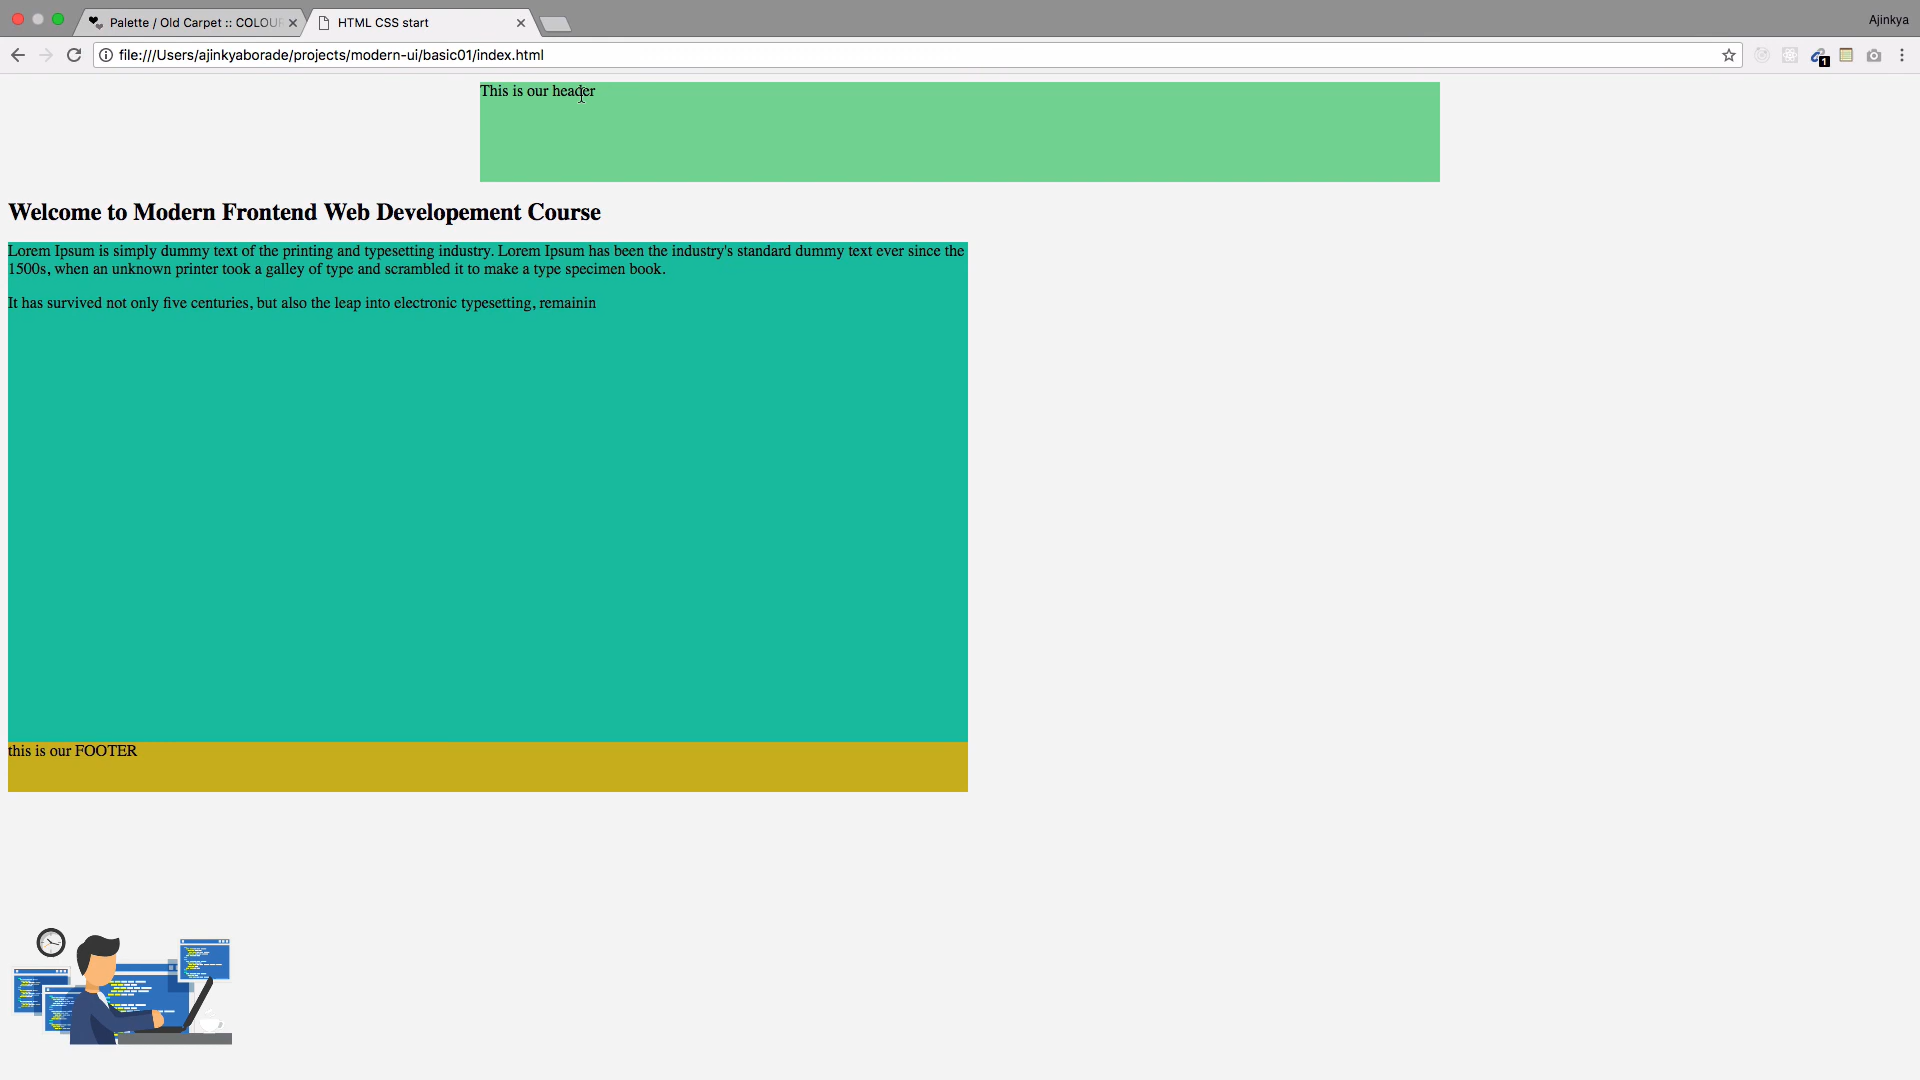 Palette / Old Carpet :: COLOU
HTML CSS start
Ajinkya
file:///Users/ajinkyaborade/projects/modern-ui/basic01/index.html
1
This is our header
Welcome to Modern Frontend Web Developement Course
Lorem Ipsum is simply dummy text of the printing and typesetting industry. Lorem Ipsum has been the industry's standard dummy text ever since the
1500s, when an unknown printer took a galley of type and scrambled it to make a type specimen book.
It has survived not only five centuries, but also the leap into electronic typesetting, remainin
this is our FOOTER